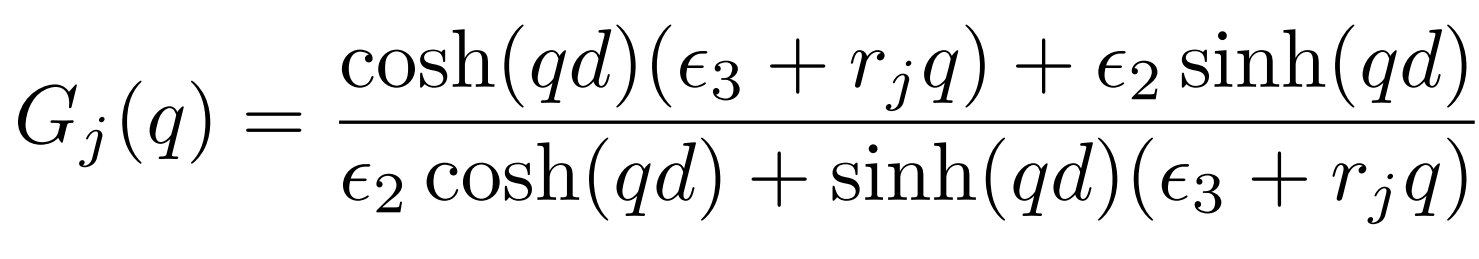 G_j(q) = \frac{\cosh(qd)(\epsilon_3 + r_j q) + \epsilon_2 \sinh(qd)}{\epsilon_2 \cosh(qd) + \sinh(qd)(\epsilon_3 + r_j q)}